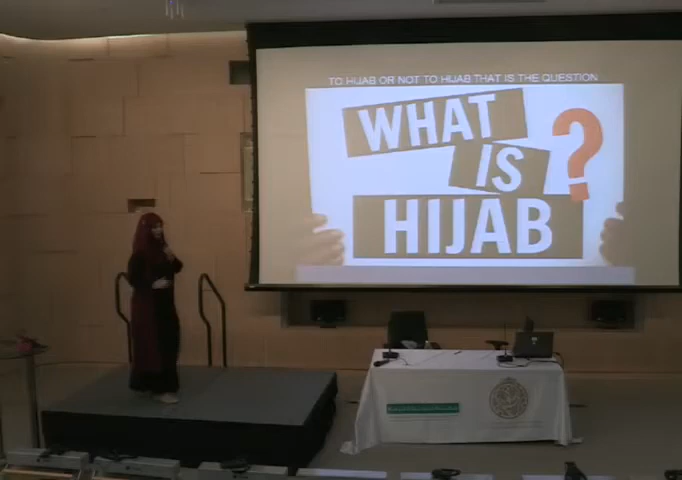 TO HIJAB OR NOT TO HIJAB THAT IS THE QUESTION
WHAT
IS
HIJAB
?